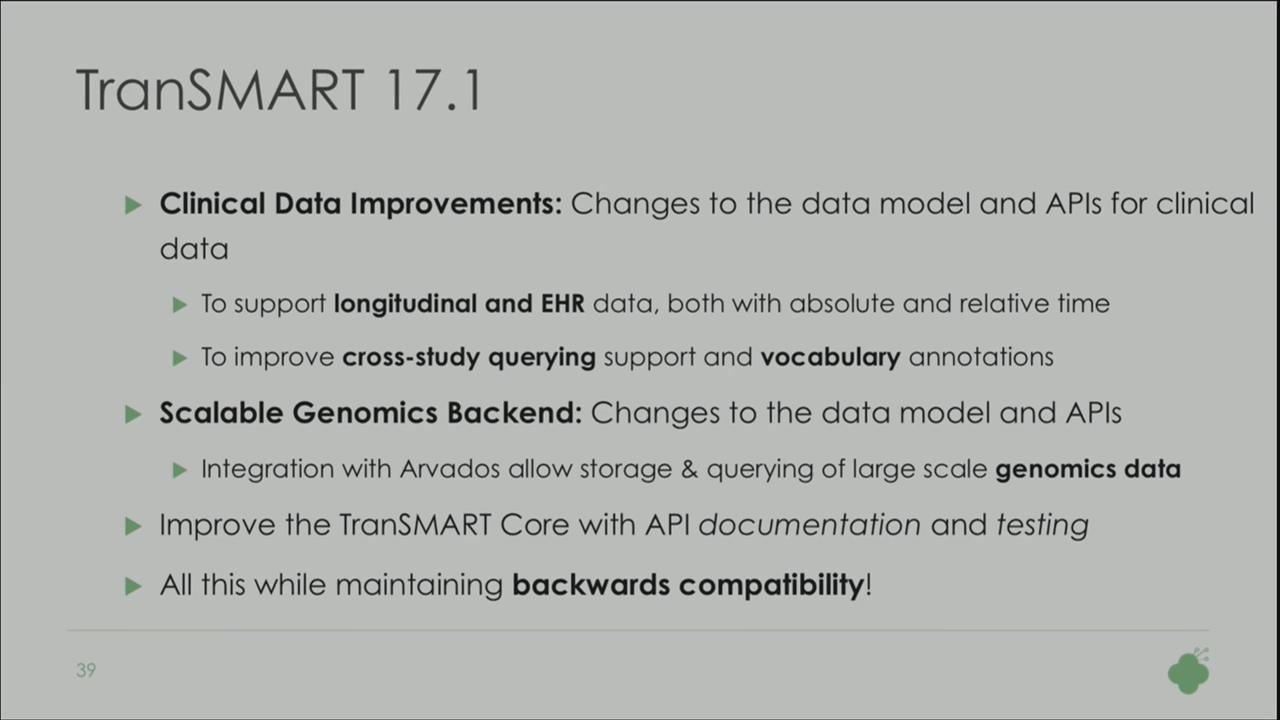 TranSMART 17.1
Clinical Data Improvements: Changes to the data model and APIs for clinical
data
To support longitudinal and EHR data, both with absolute and relative time
To improve cross-study querying support and vocabulary annotations
Scalable Genomics Backend: Changes to the data model and APIs
Integration with Arvados allow storage & querying of large scale genomics data
Improve the TranSMART Core with API documentation and testing
All this while maintaining backwards compatibility!
39